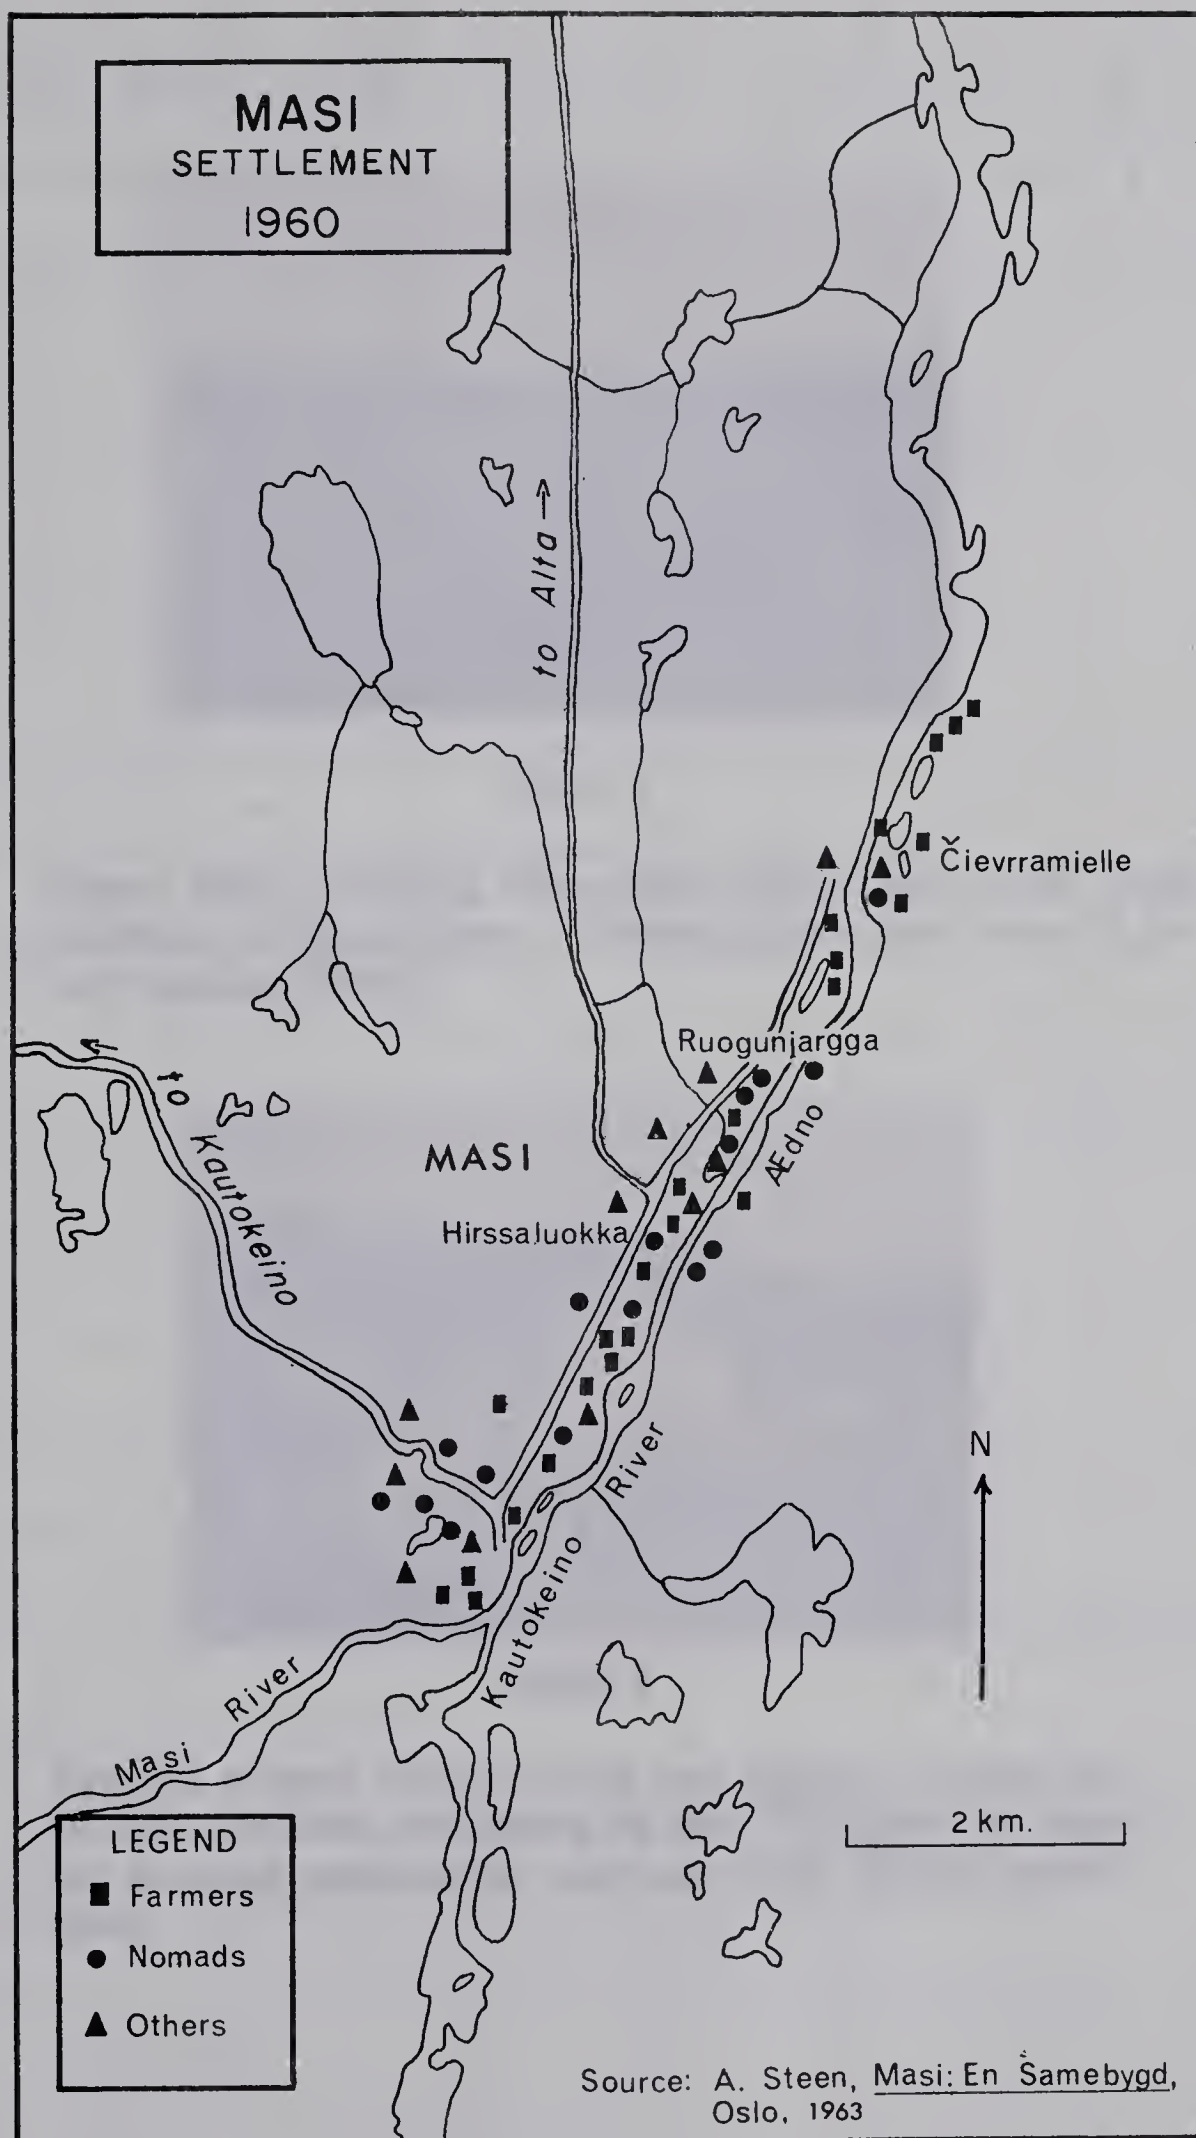 MASI
SETTLEMENT
1960
to Alta →
Čievrramielle
Ruogunjargga
to Kautokeino
MASI
Ædno
Hirssaluokka
N
River
Kautokeino
River
Masi
2 km.
LEGEND
Farmers
Nomads
Others
Source: A. Steen, Masi: En Samebygd,
Oslo, 1963